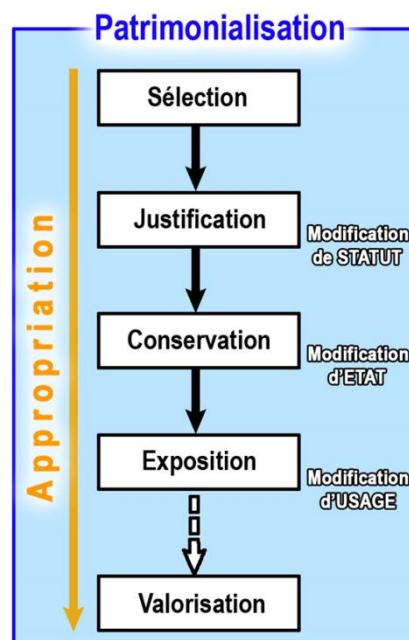 Patrimonialisation
Appropriation
Sélection
Justification
Modification
de STATUT
Conservation
Modification
d'ETAT
Exposition
Modification
d'USAGE
Valorisation